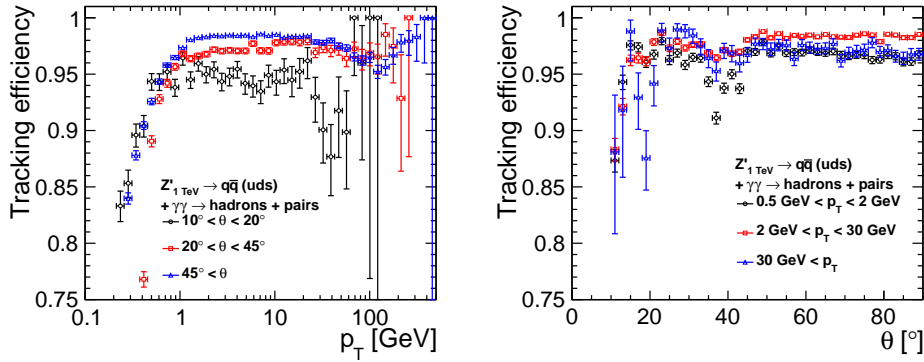 Tracking efficiency
1
0.95
0.9
0.85
0.8
0.75
Z'1 TeV → qq̅ (uds)
+ γγ → hadrons + pairs
10° < θ < 20°
20° < θ < 45°
45° < θ
0.1 1 10 100
pT [GeV]
Tracking efficiency
1
0.95
0.9
0.85
0.8
0.75
Z'1 TeV → qq̅ (uds)
+ γγ → hadrons + pairs
0.5 GeV < pT < 2 GeV
2 GeV < pT < 30 GeV
30 GeV < pT
0 20 40 60 80
θ [°]